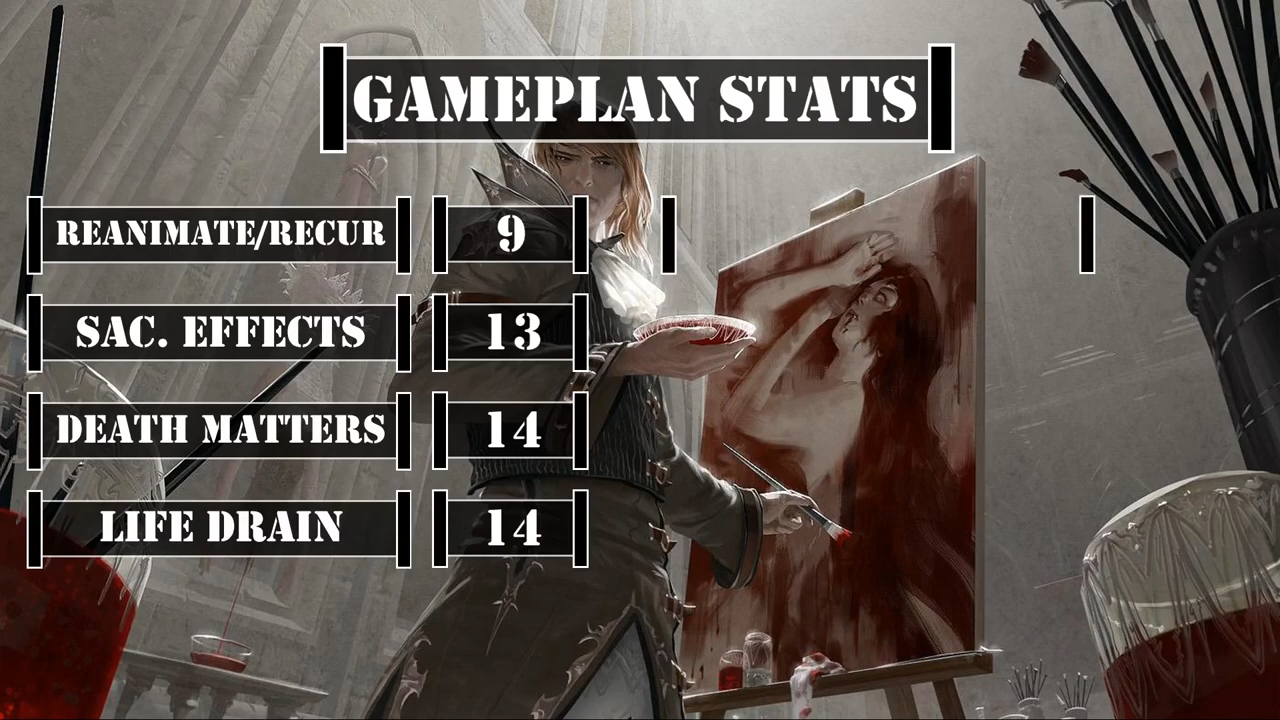 GAMEPLAN STATS
REANIMATE/RECUR 9
SAC. EFFECTS 13
DEATH MATTERS 14
LIFE DRAIN 14